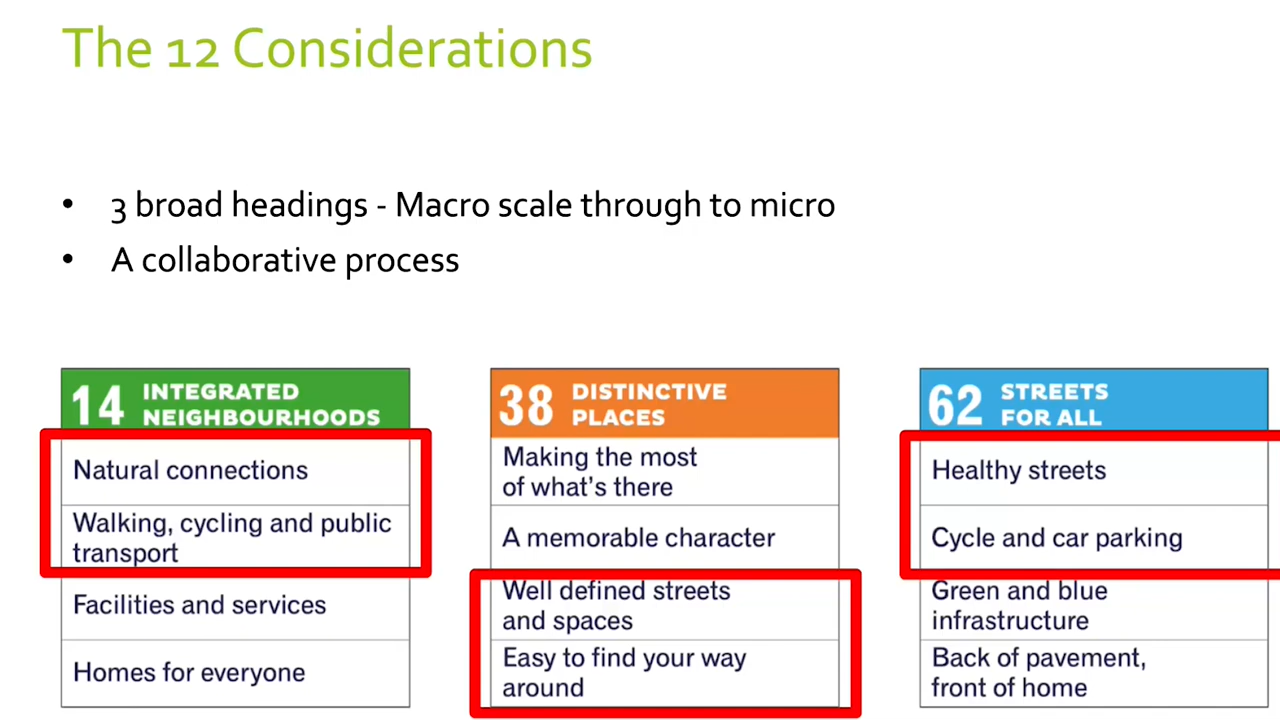 The 12 Considerations
• 3 broad headings - Macro scale through to micro
• A collaborative process
14 INTEGRATED
NEIGHBOURHOODS
Natural connections
Walking, cycling and public
transport
Facilities and services
Homes for everyone
38 DISTINCTIVE
PLACES
Making the most
of what's there
A memorable character
Well defined streets
and spaces
Easy to find your way
around
62 STREETS
FOR ALL
Healthy streets
Cycle and car parking
Green and blue
infrastructure
Back of pavement,
front of home